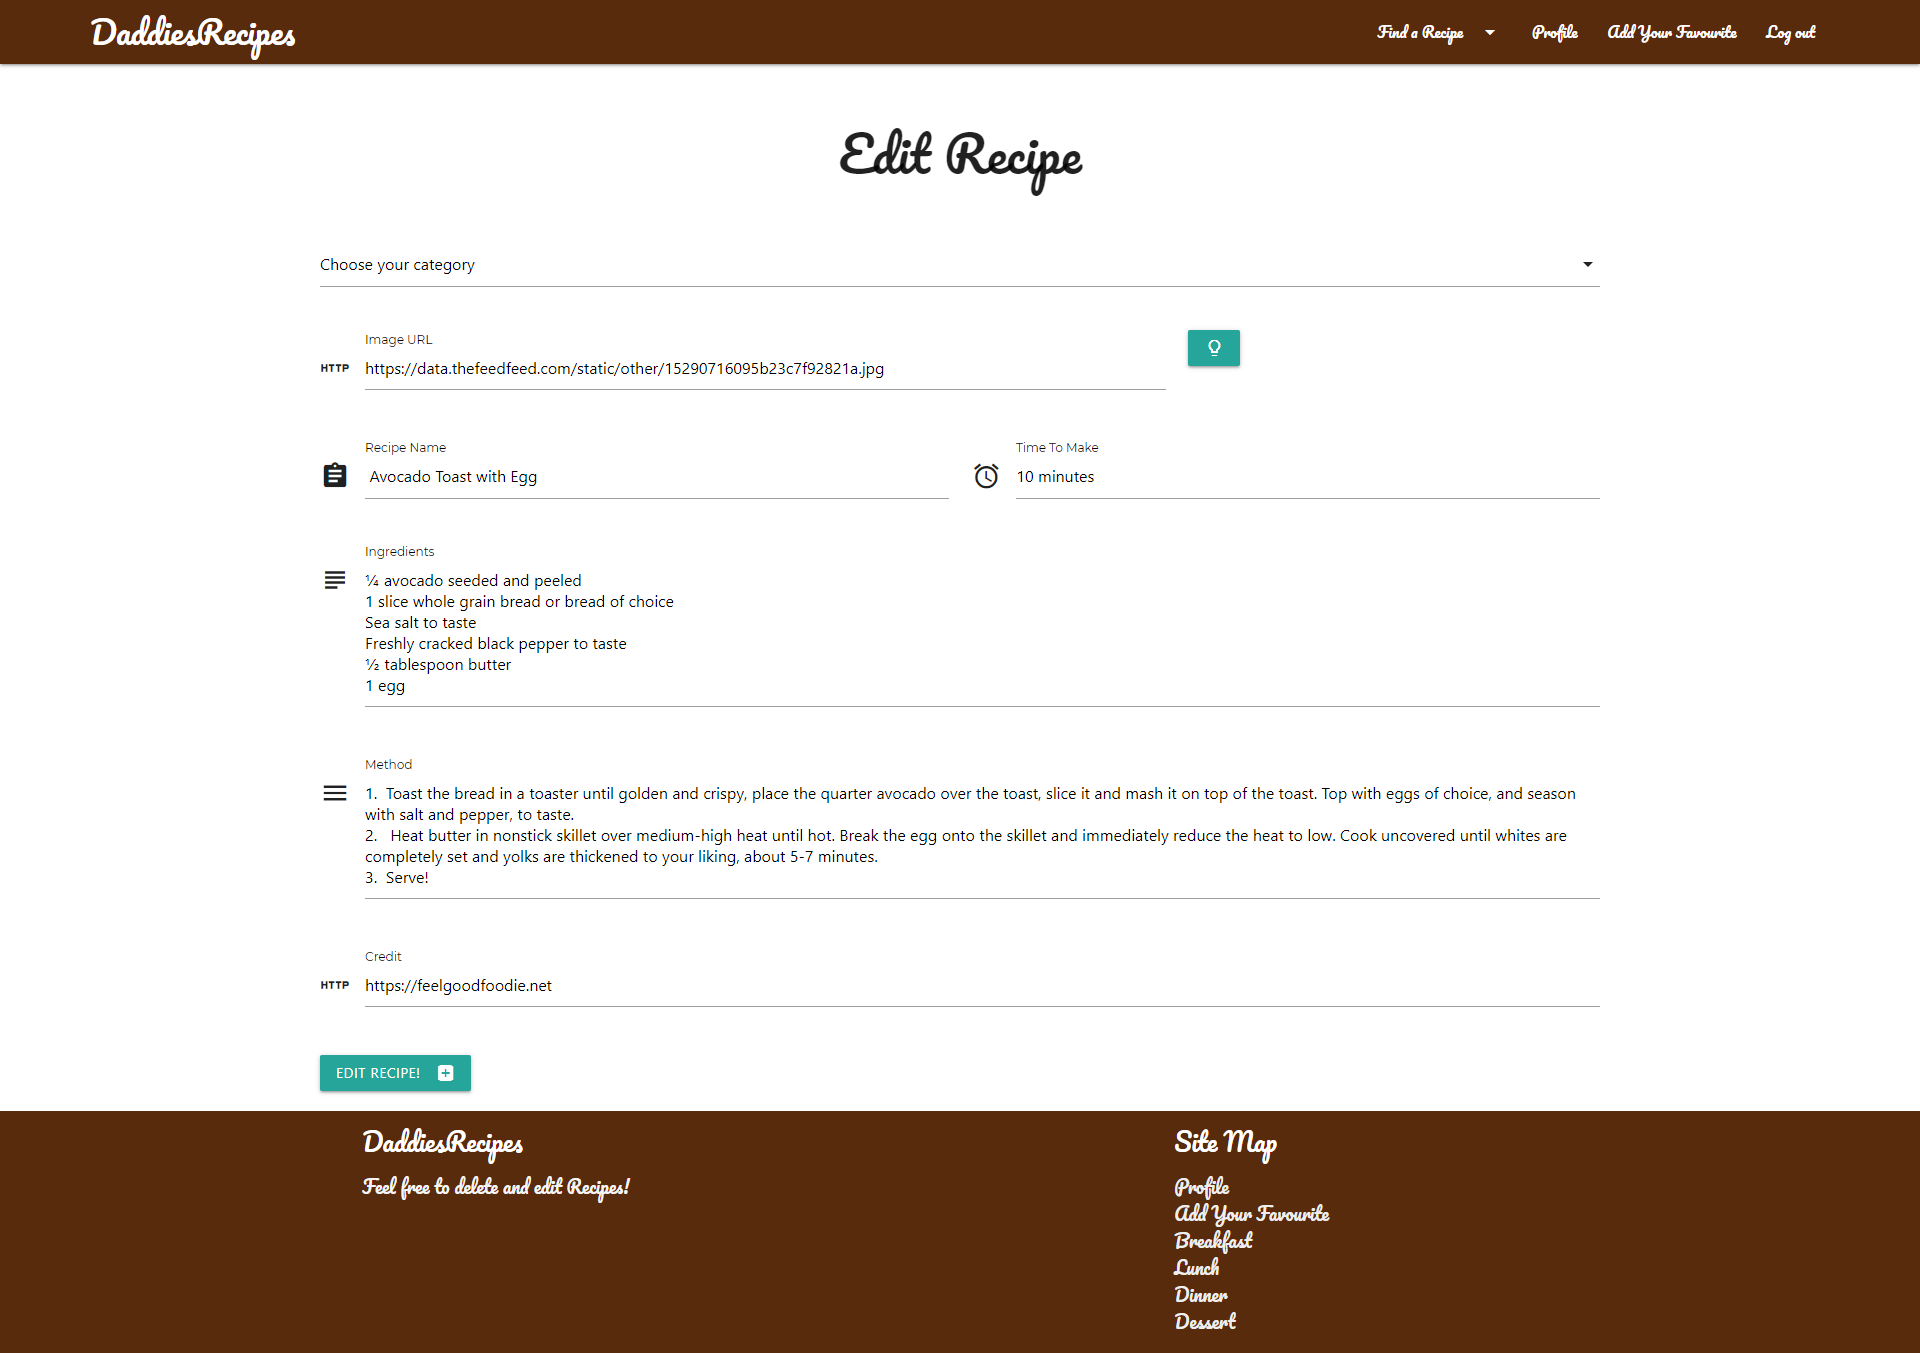 DaddiesRecipes
Find a Recipe
Profile
Add Your Favourite
Log out
Edit Recipe
Choose your category
Image URL
HTTP
https://data.thefeedfeed.com/static/other/15290716095b23c7f92821a.jpg
Recipe Name
Avocado Toast with Egg
Time To Make
10 minutes
Ingredients
¼ avocado seeded and peeled
1 slice whole grain bread or bread of choice
Sea salt to taste
Freshly cracked black pepper to taste
½ tablespoon butter
1 egg
Method
1.  Toast the bread in a toaster until golden and crispy, place the quarter avocado over the toast, slice it and mash it on top of the toast. Top with eggs of choice, and season
with salt and pepper, to taste.
2.   Heat butter in nonstick skillet over medium-high heat until hot. Break the egg onto the skillet and immediately reduce the heat to low. Cook uncovered until whites are
completely set and yolks are thickened to your liking, about 5-7 minutes.
3.  Serve!
Credit
HTTP
https://feelgoodfoodie.net
EDIT RECIPE!
DaddiesRecipes
Feel free to delete and edit Recipes!
Site Map
Profile
Add Your Favourite
Breakfast
Lunch
Dinner
Dessert